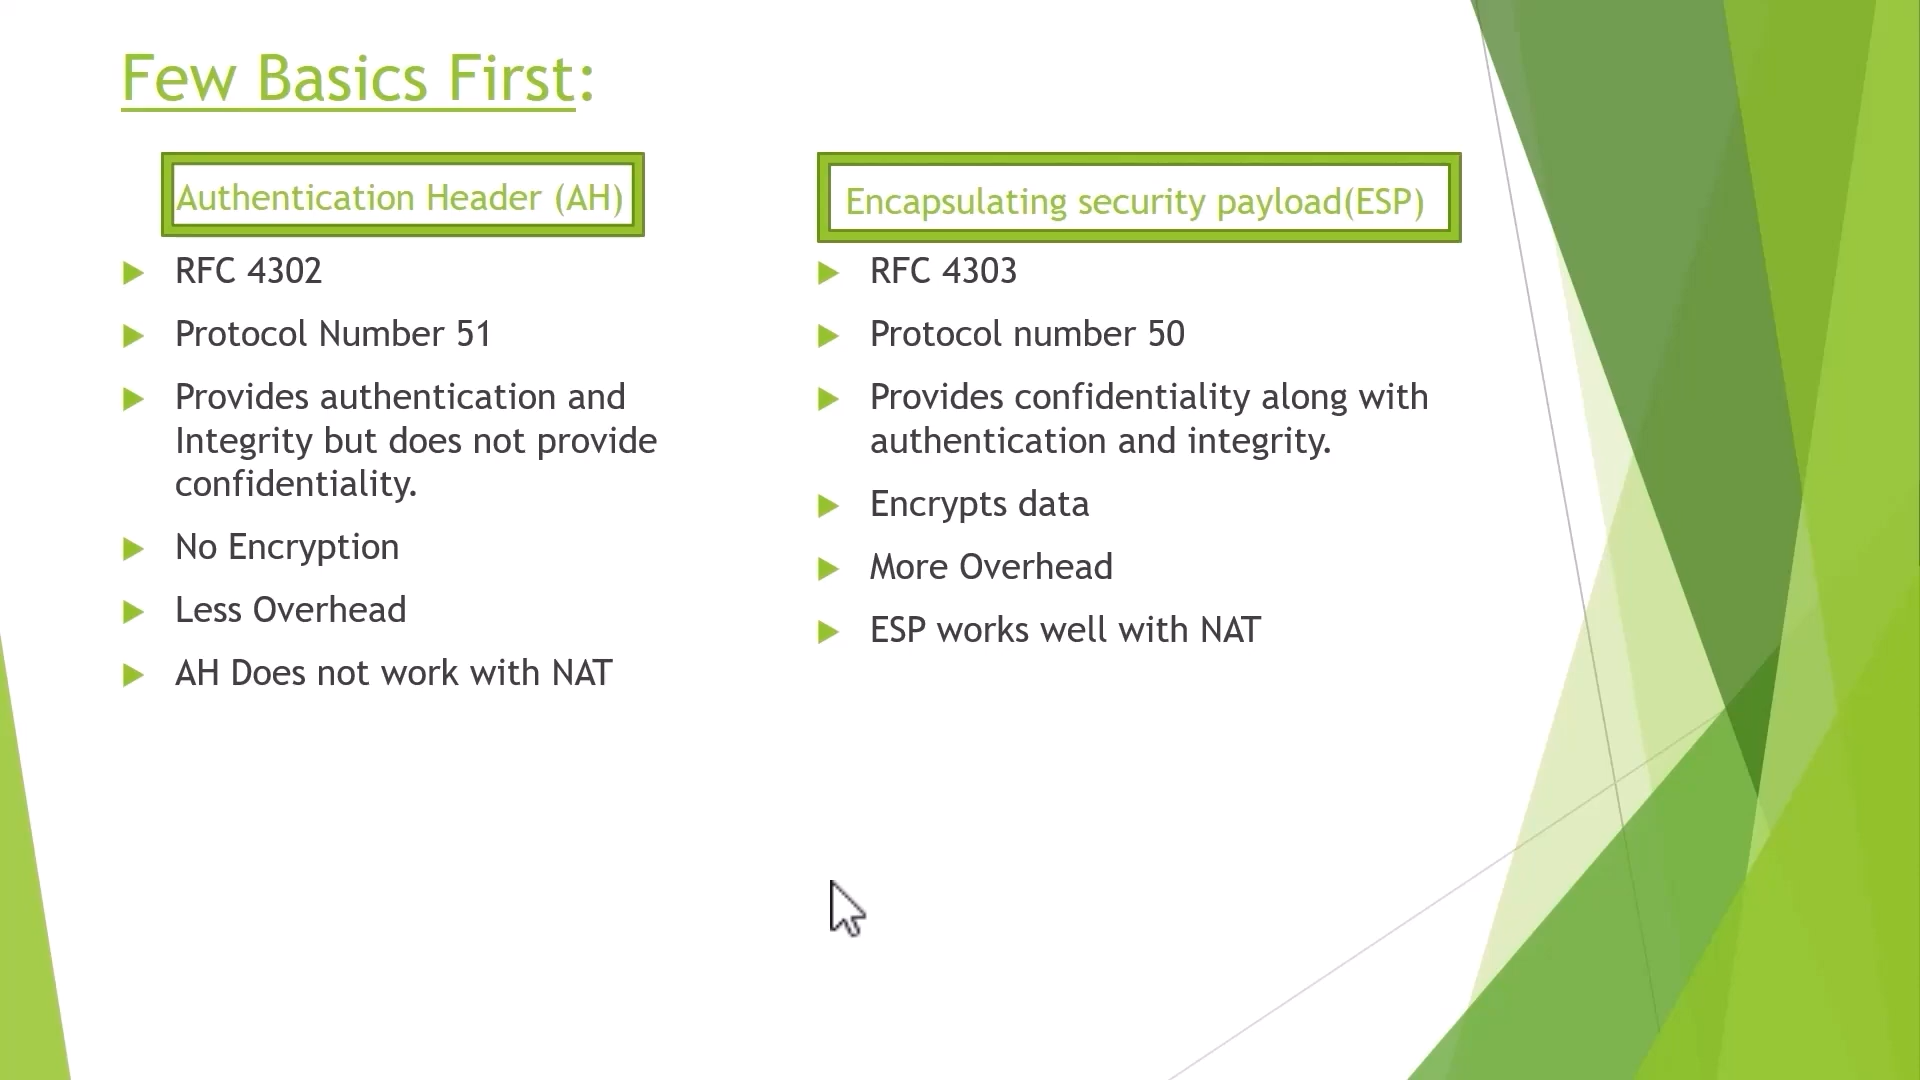 Few Basics First:
Authentication Header (AH)
RFC 4302
Protocol Number 51
Provides authentication and
Integrity but does not provide
confidentiality.
No Encryption
Less Overhead
AH Does not work with NAT
Encapsulating security payload(ESP)
RFC 4303
Protocol number 50
Provides confidentiality along with
authentication and integrity.
Encrypts data
More Overhead
ESP works well with NAT